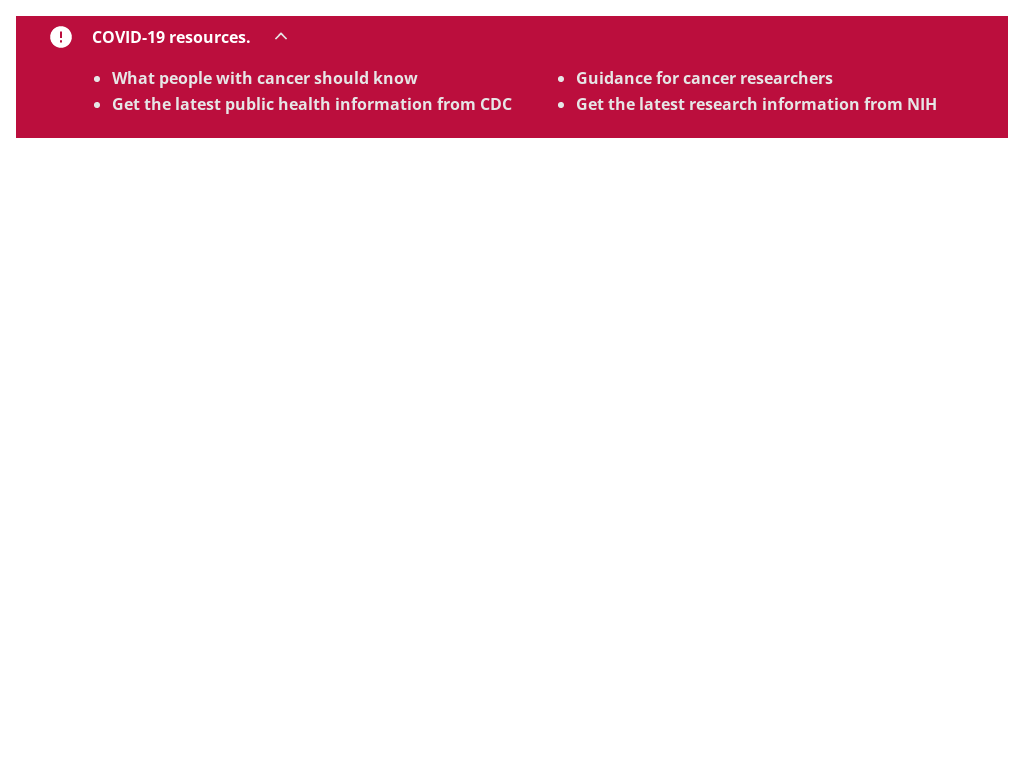 COVID-19 resources.
What people with cancer should know
Get the latest public health information from CDC
Guidance for cancer researchers
Get the latest research information from NIH